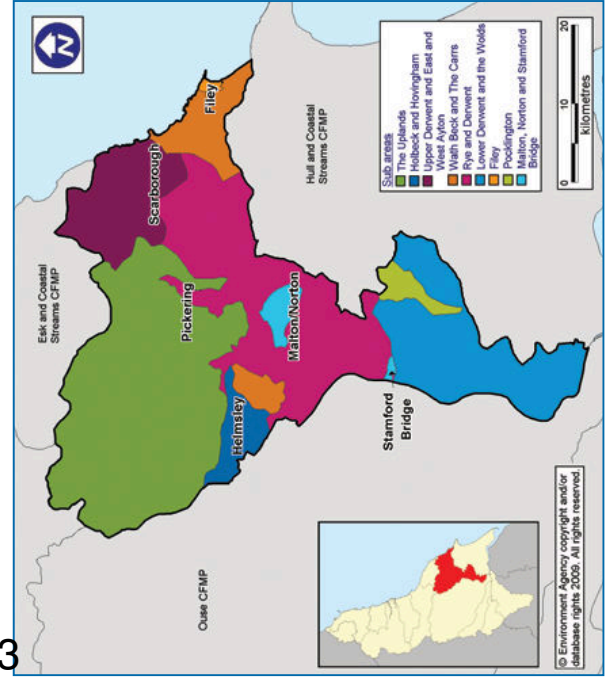 N
Esk and Coastal
Streams CFMP
Scarborough
Filey
Pickering
Helmsley
Malton/Norton
Ouse CFMP
Hull and Coastal
Streams CFMP
Stamford
Bridge
Sub areas
The Uplands
Holbeck and Hovingham
Upper Derwent and East and
West Ayton
Wath Beck and The Carrs
Rye and Derwent
Lower Derwent and the Wolds
Filey
Pocklington
Malton, Norton and Stamford
Bridge
0 10 20
kilometres
© Environment Agency copyright and/or
database rights 2009. All rights reserved.
3